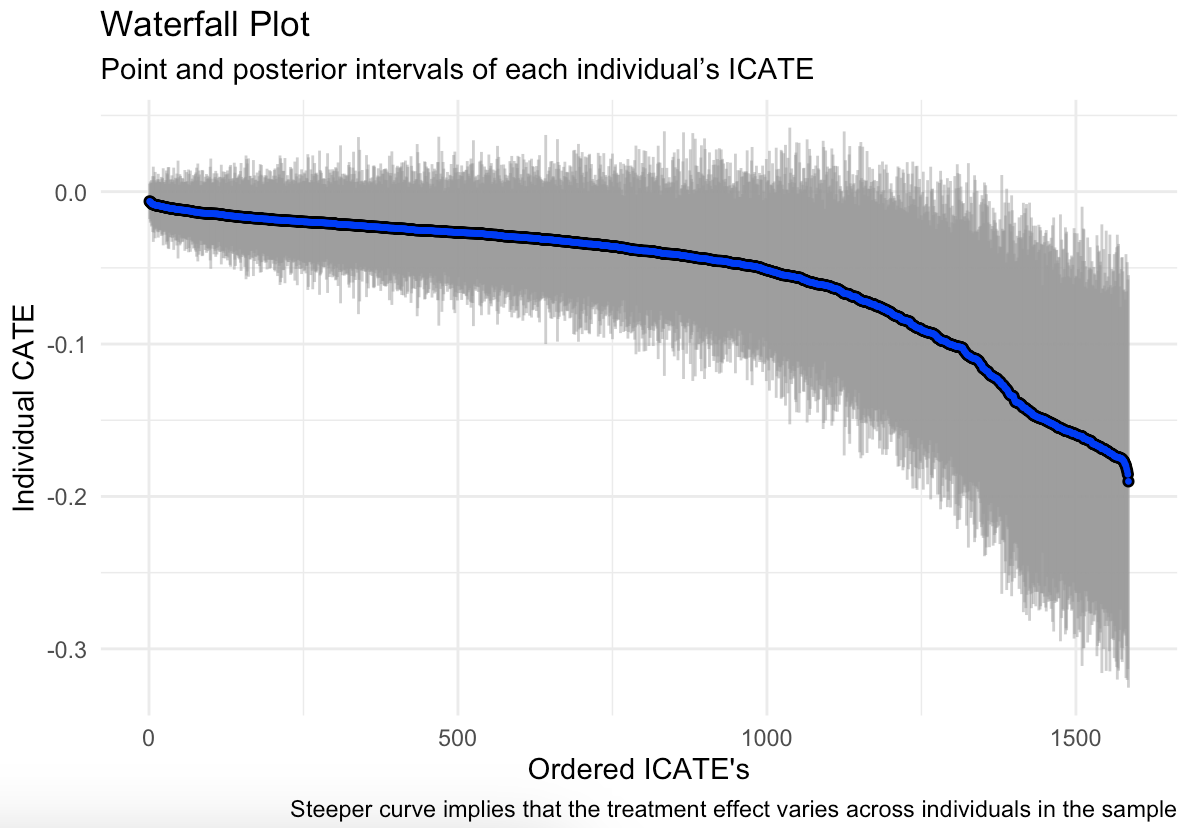 Waterfall Plot
Point and posterior intervals of each individual’s ICATE
Individual CATE
0.0
-0.1
-0.2
-0.3
0 500 1000 1500
Ordered ICATE's
Steeper curve implies that the treatment effect varies across individuals in the sample